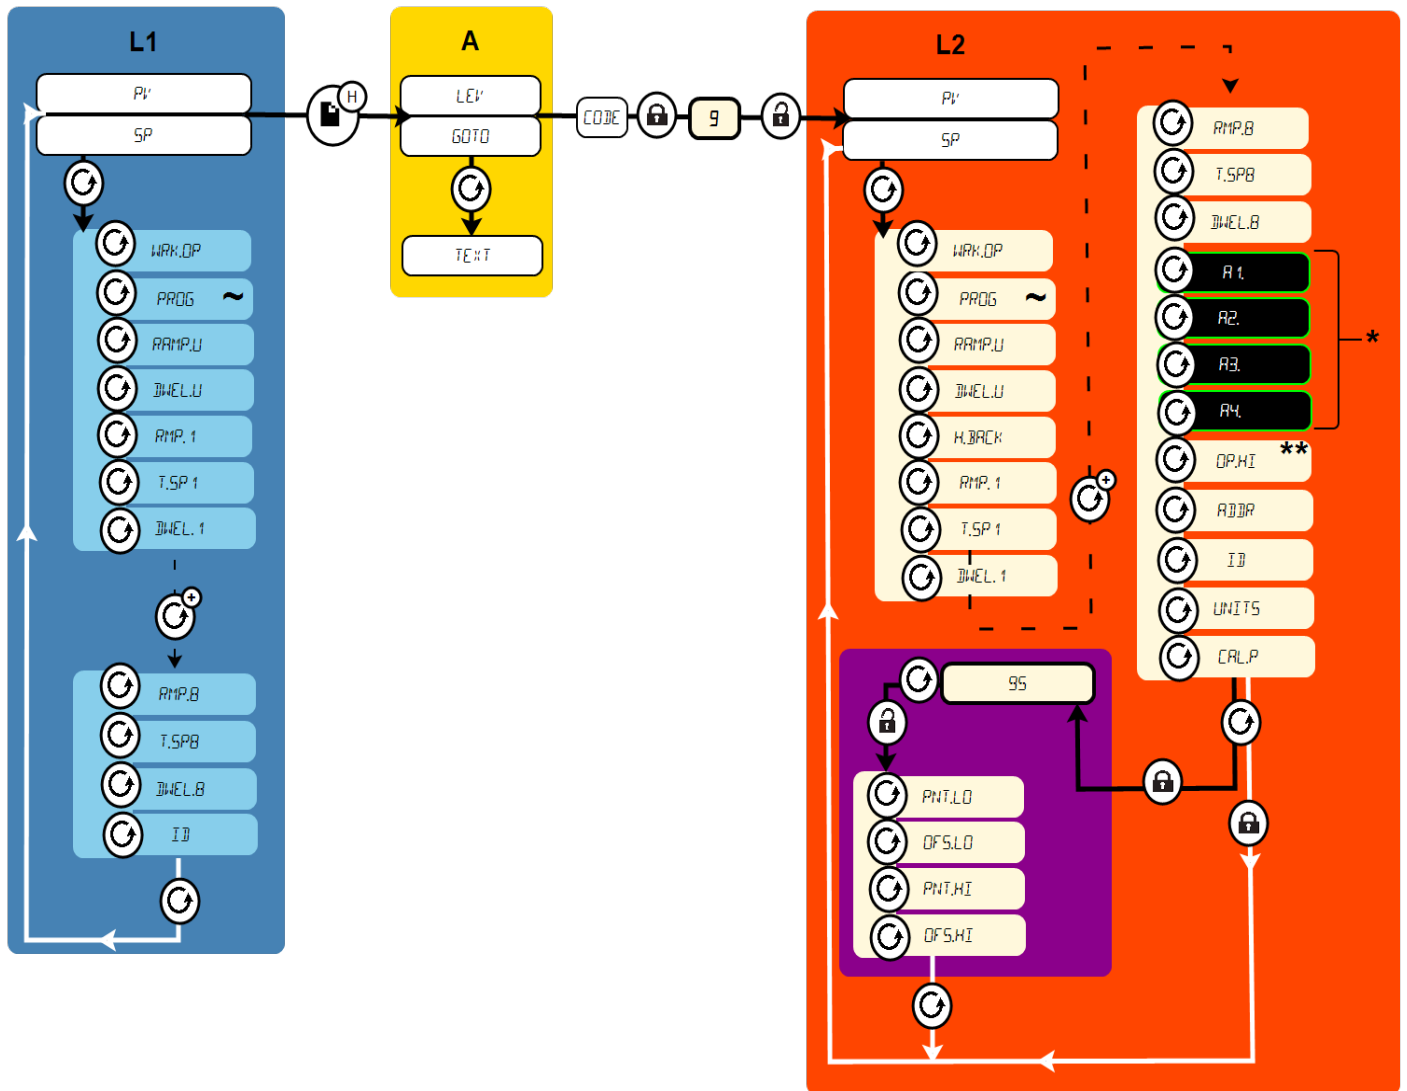 L1
PV
SP
WRK.OP
PROG ~
RAMP.U
DWEL.U
RMP.1
T.SP1
DWEL.1
+
RMP.8
T.SP8
DWEL.8
ID
H
A
LEV
GOTO
TEXT
CODE
9
L2
PV
SP
WRK.OP
PROG ~
RAMP.U
DWEL.U
H.BACK
RMP.1
T.SP1
DWEL.1
+
RMP.8
T.SP8
DWEL.8
A1.
A2.
A3.
A4.
*
OP.HI **
ADDR
ID
UNITS
CAL.P
95
PNT.LO
OFS.LO
PNT.HI
OFS.HI